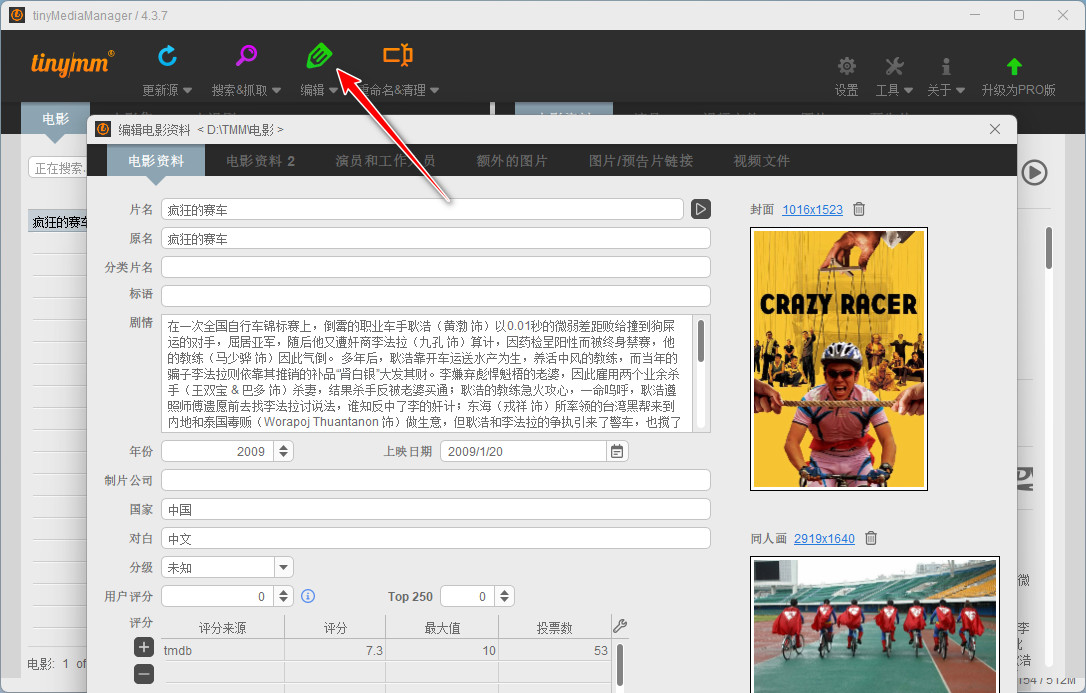 tinyMediaManager / 4.3.7
tinymm®
更新源
搜索&抓取
编辑
命名&清理
设置
工具
关于
升级为PRO版
电影
编辑电影资料 < D:\TMM\电影 >
正在搜索
电影资料
电影资料 2
演员和工作人员
额外的图片
图片/预告片链接
视频文件
疯狂的赛车
片名 疯狂的赛车
原名 疯狂的赛车
分类片名
标语
剧情
在一次全国自行车锦标赛上，倒霉的职业车手耿浩（黄渤 饰）以0.01秒的微弱差距败给撞到狗屎
运的对手，屈居亚军，随后他又遭奸商李法拉（九孔 饰）算计，因药检呈阳性而被终身禁赛，他
的教练（马少骅 饰）因此气倒。 多年后，耿浩靠开车运送水产为生，养活中风的教练，而当年的
骗子李法拉则依靠其推销的补品“肾白银”大发其财。李嫌弃彪悍魁梧的老婆，因此雇用两个业余杀
手（王双宝 & 巴多 饰）杀妻，结果杀手反被老婆买通；耿浩的教练急火攻心，一命呜呼，耿浩遵
照师傅遗愿前去找李法拉讨说法，谁知反中了李的奸计；东海（戎祥 饰）所率领的台湾黑帮来到
内地和泰国毒贩（Worapoj Thuantanon 饰）做生意，但耿浩和李法拉的争执引来了警车，也搅了
年份 2009
上映日期 2009/1/20
制片公司
国家 中国
对白 中文
分级 未知
用户评分 0
Top 250 0
评分
评分来源 评分 最大值 投票数
tmdb 7.3 10 53
封面 1016x1523
CRAZY RACER
同人画 2919x1640
微
李
浩
电影: 1 of
154 / 512M